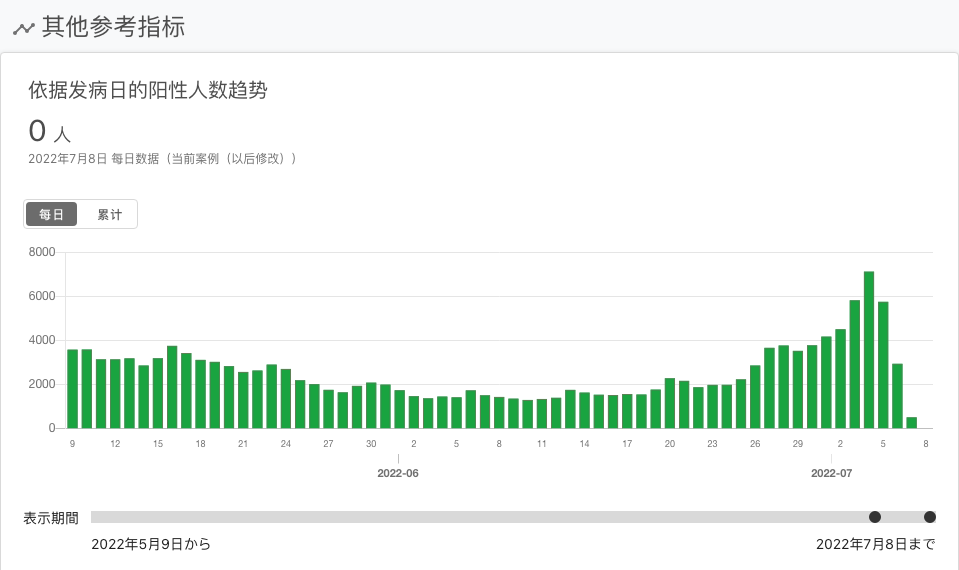 其他参考指标
依据发病日的阳性人数趋势
0 人
2022年7月8日 每日数据（当前案例（以后修改））
每日 累计
8000
6000
4000
2000
0
9 12 15 18 21 24 27 30 2 5 8 11 14 17 20 23 26 29 2 5 8
2022-06 2022-07
表示期間
2022年5月9日から 2022年7月8日まで